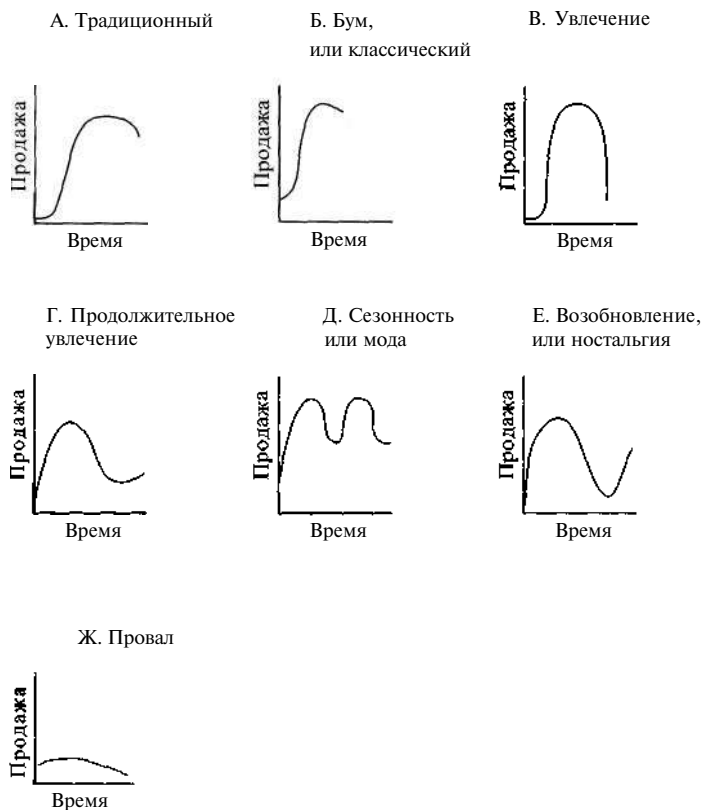 А. Традиционный
Б. Бум,
или классический
В. Увлечение
Продажа
Время
Продажа
Время
Продажа
Время
Г. Продолжительное
увлечение
Д. Сезонность
или мода
Е. Возобновление,
или ностальгия
Продажа
Время
Продажа
Время
Продажа
Время
Ж. Провал
Продажа
Время